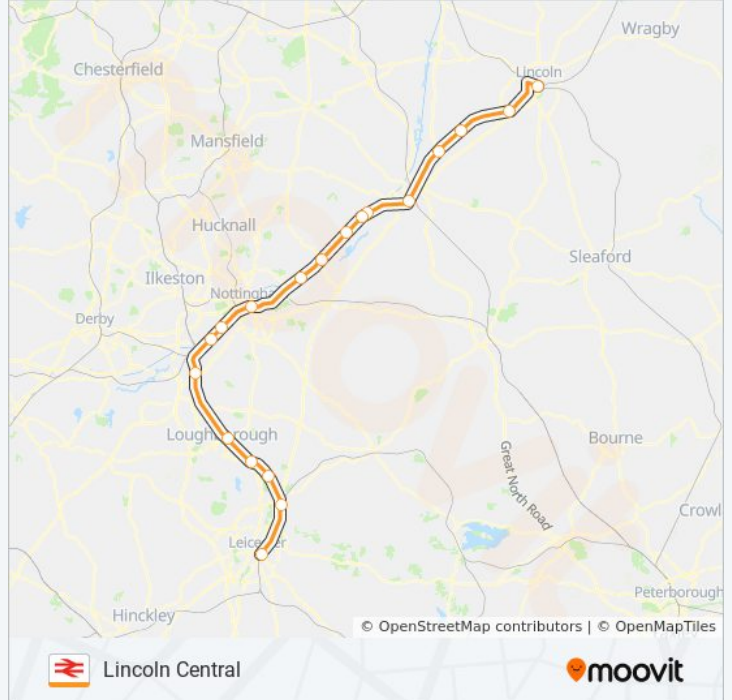 Wragby
Chesterfield
Lincoln
Mansfield
Hucknall
Sleaford
Ilkeston
Nottingha
Derby
Loughborough
Bourne
Great North Road
Crowl
Leicester
Peterborough
Hinckley
© OpenStreetMap contributors | © OpenMapTiles
Lincoln Central
moovit